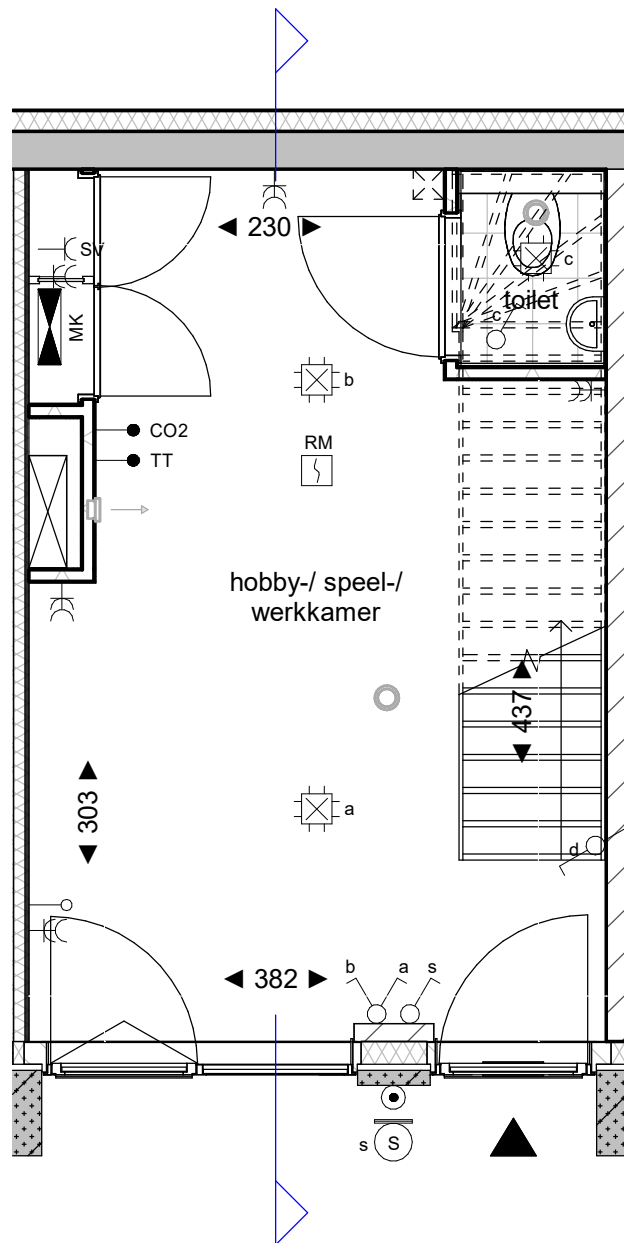 230
SV
c
toilet
c
MK
b
CO2
TT
RM
hobby-/ speel-/
werkkamer
437
303
a
d
382
b a s
s S